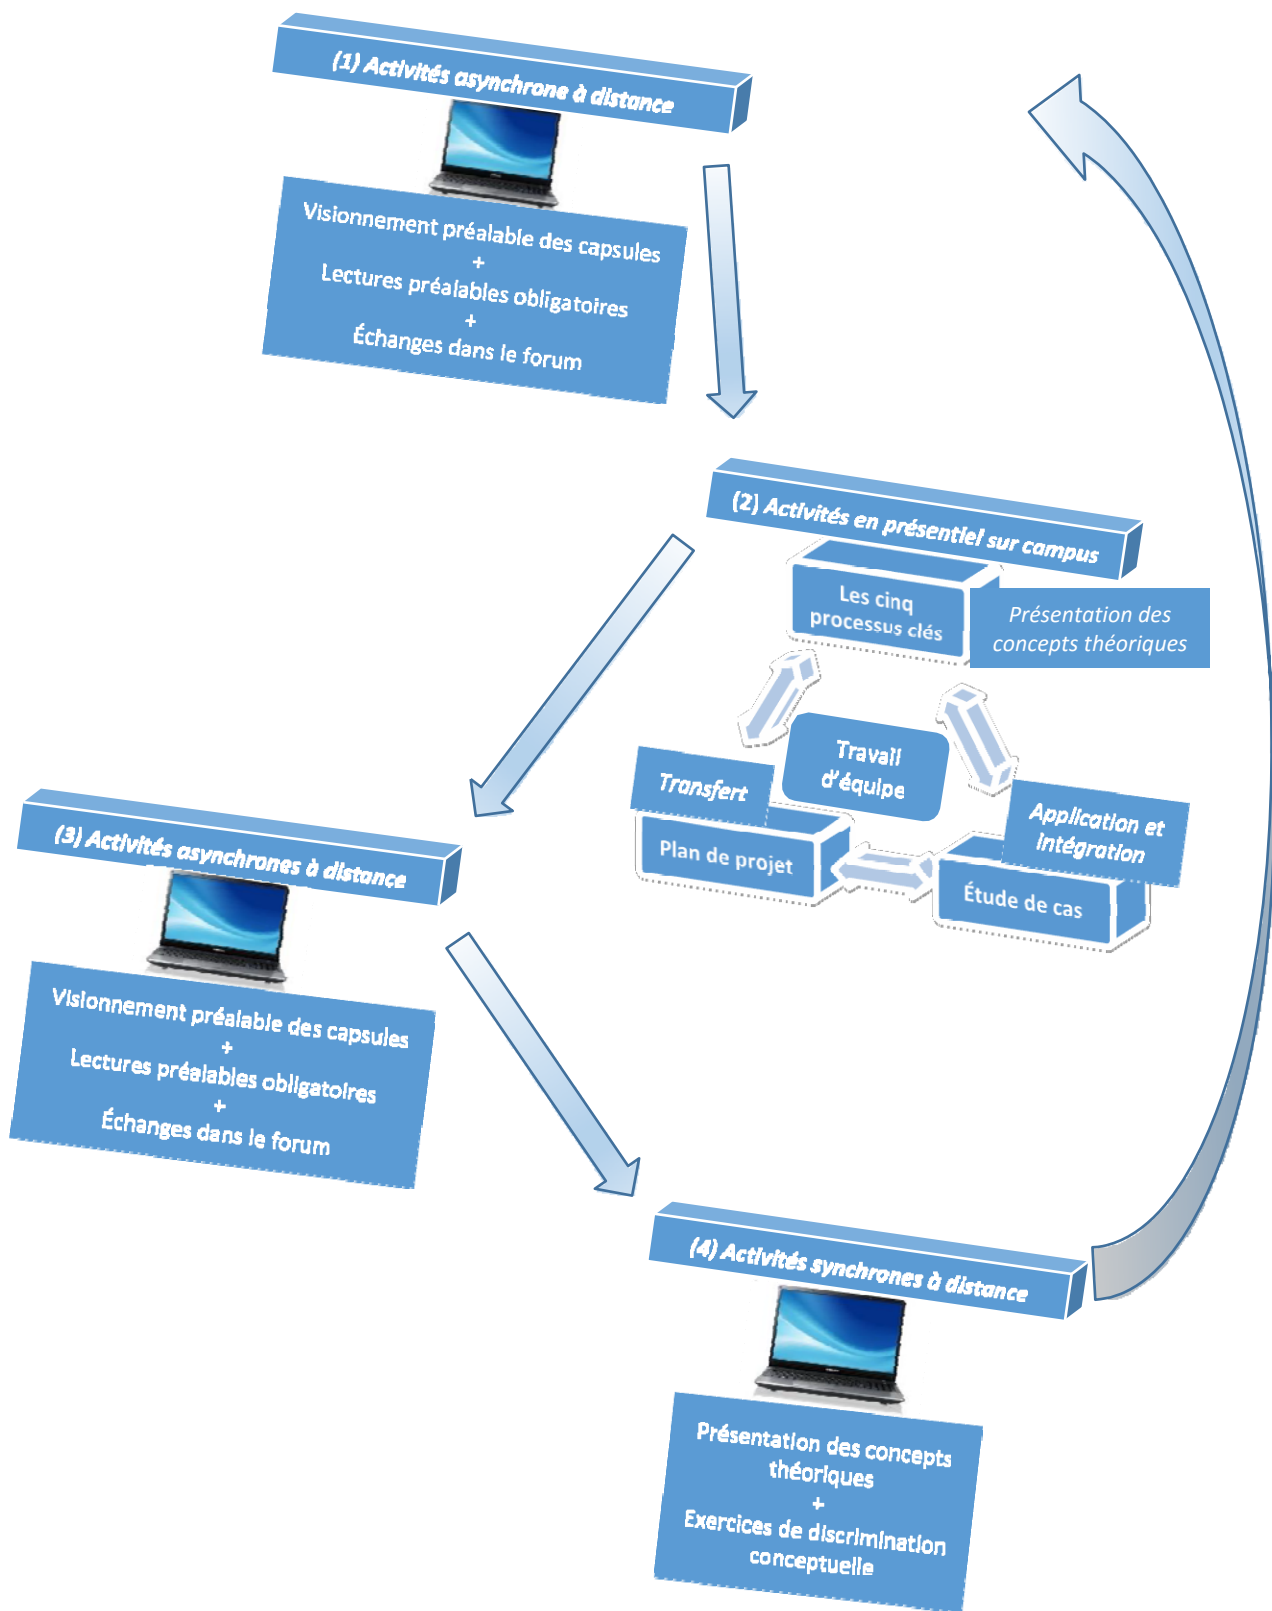 (1) Activités asynchrone à distance
Visionnement préalable des capsules
+
Lectures préalables obligatoires
+
Échanges dans le forum
(2) Activités en présentiel sur campus
Les cinq
processus clés
Présentation des
concepts théoriques
Travail
d'équipe
Transfert
Plan de projet
Application et
intégration
Étude de cas
(3) Activités asynchrones à distance
Visionnement préalable des capsules
+
Lectures préalables obligatoires
+
Échanges dans le forum
(4) Activités synchrones à distance
Présentation des concepts
théoriques
+
Exercices de discrimination
conceptuelle